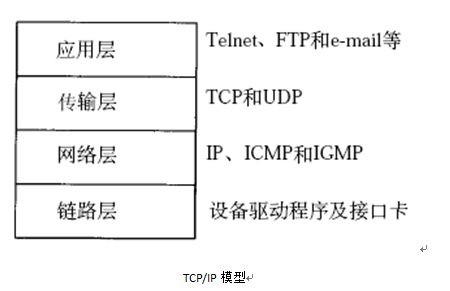 应用层 Telnet、FTP和e-mail等
传输层 TCP和UDP
网络层 IP、ICMP和IGMP
链路层 设备驱动程序及接口卡
TCP/IP 模型